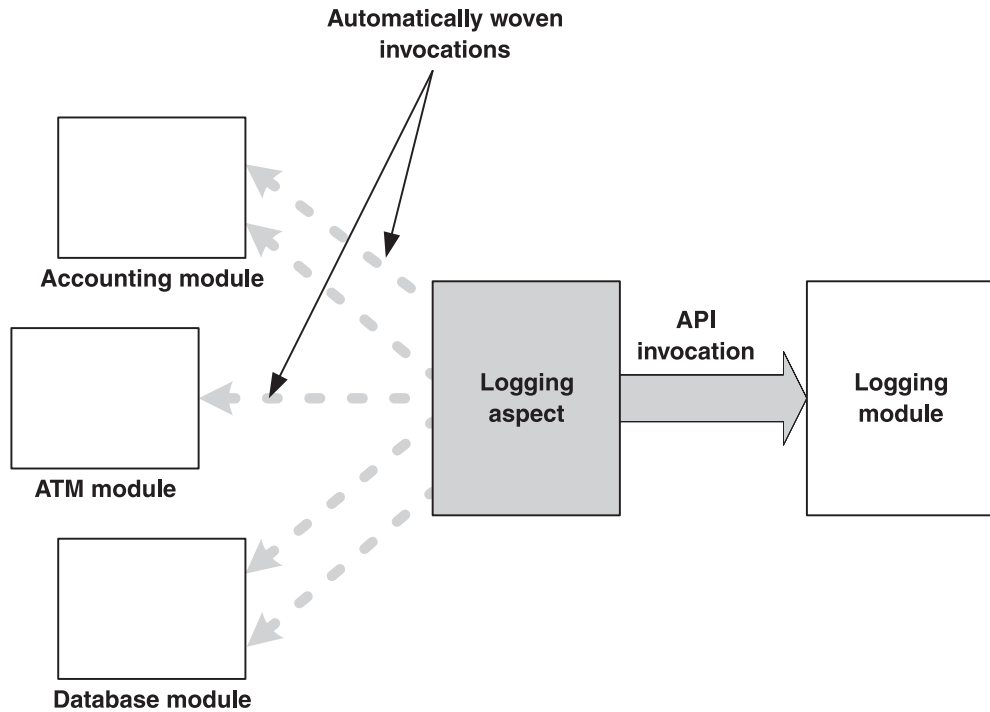 Automatically woven
invocations
Accounting module
API
invocation
Logging
aspect
Logging
module
ATM module
Database module